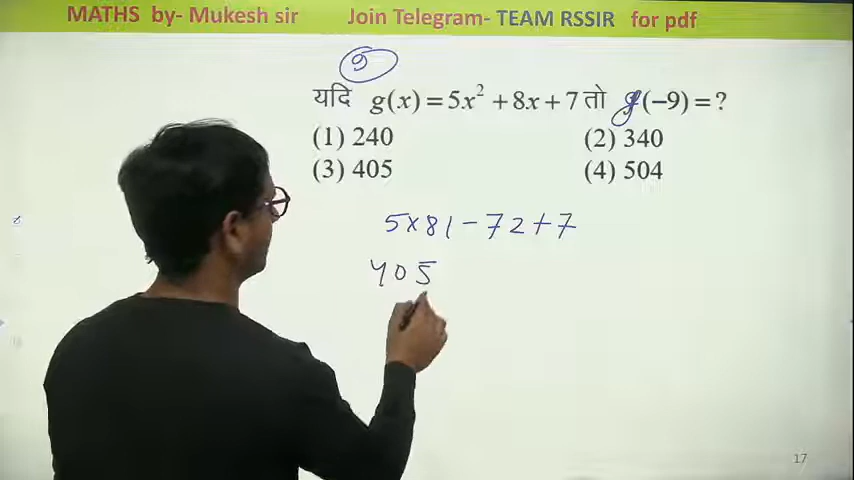 MATHS by- Mukesh sir Join Telegram- TEAM RSSIR for pdf
9
यदि g(x) = 5x² + 8x + 7 तो g(−9) = ?
(1) 240 (2) 340
(3) 405 (4) 504
5×81 − 72 + 7
405
17